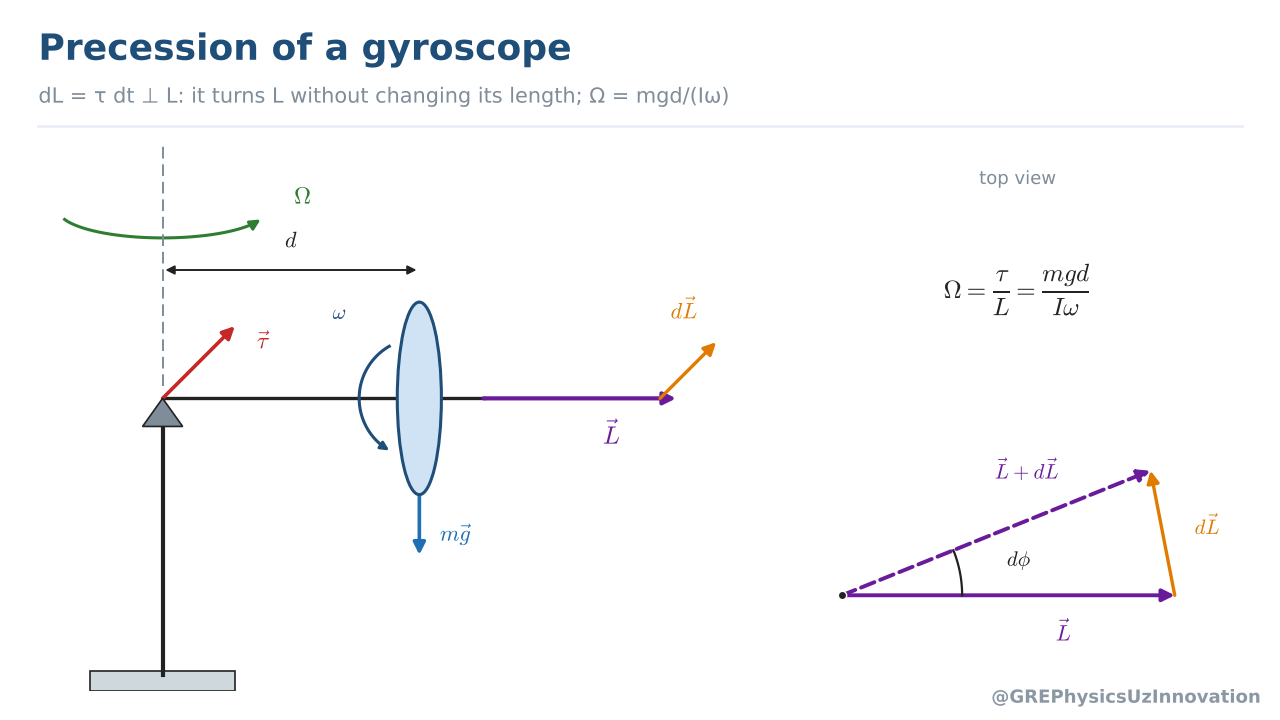 Precession of a gyroscope
dL = τ dt ⊥ L: it turns L without changing its length; Ω = mgd/(Iω)
top view
Ω
d
Ω = τ/L = mgd/Iω
ω
dL⃗
τ⃗
L⃗
L⃗ + dL⃗
mg⃗
dL⃗
dϕ
L⃗
@GREPhysicsUzInnovation